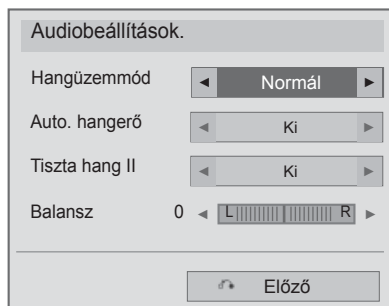 Audiobeállítások.
Hangüzemmód ◄ Normál ►
Auto. hangerő ◄ Ki ►
Tiszta hang II ◄ Ki ►
Balansz 0 ◄ L R ►
Előző